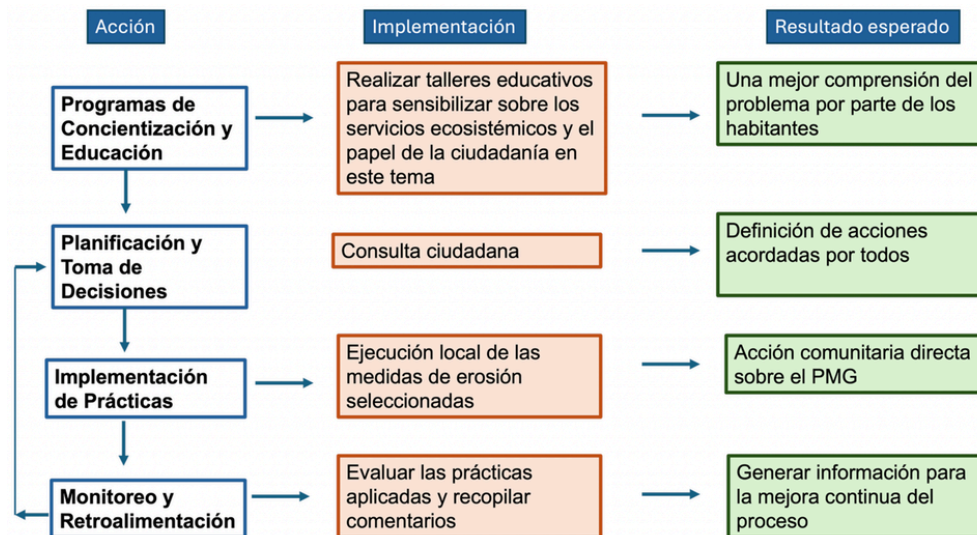 Acción
Implementación
Resultado esperado
Programas de
Concientización y
Educación
Realizar talleres educativos
para sensibilizar sobre los
servicios ecosistémicos y el
papel de la ciudadanía en
este tema
Una mejor comprensión del
problema por parte de los
habitantes
Planificación y
Toma de
Decisiones
Consulta ciudadana
Definición de acciones
acordadas por todos
Implementación
de Prácticas
Ejecución local de las
medidas de erosión
seleccionadas
Acción comunitaria directa
sobre el PMG
Monitoreo y
Retroalimentación
Evaluar las prácticas
aplicadas y recopilar
comentarios
Generar información para
la mejora continua del
proceso